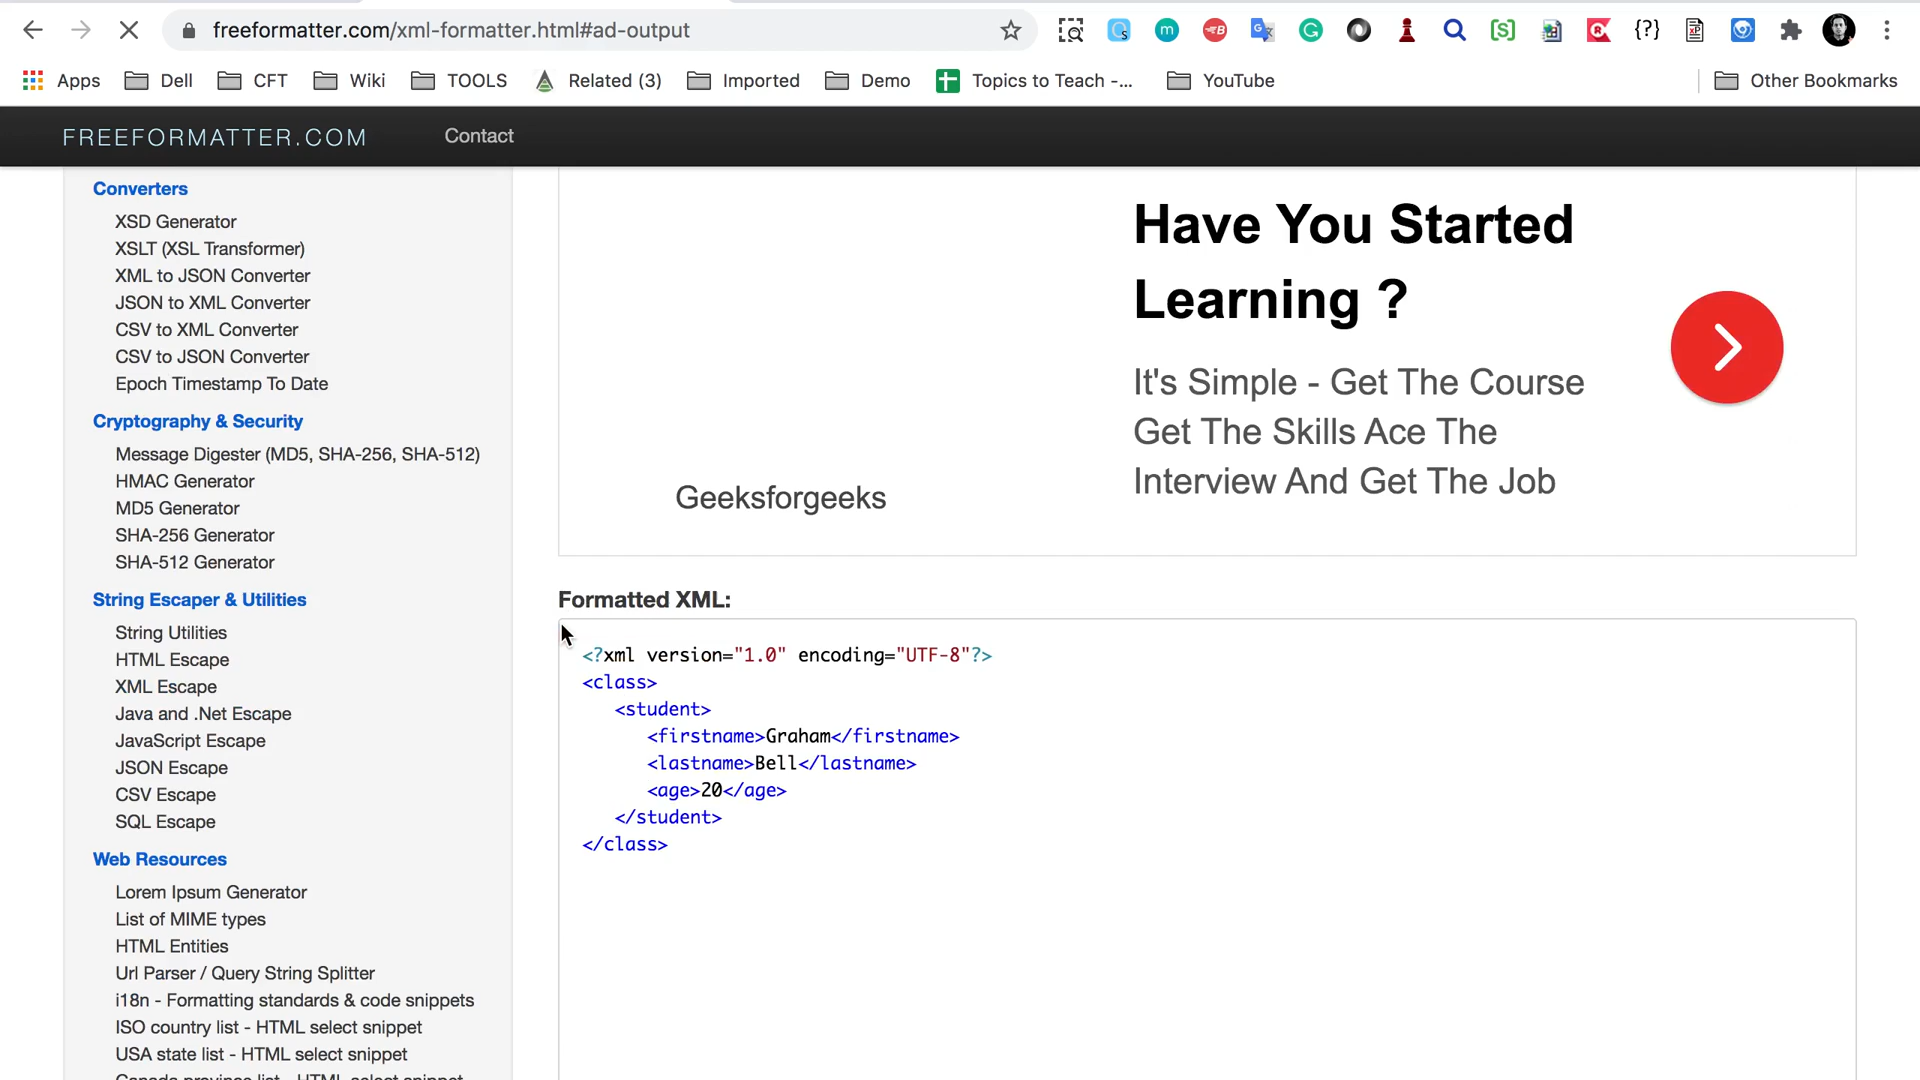 freeformatter.com/xml-formatter.html#ad-output
Apps Dell CFT Wiki TOOLS Related (3) Imported Demo Topics to Teach -... YouTube Other Bookmarks
FREEFORMATTER.COM Contact
Converters
XSD Generator
XSLT (XSL Transformer)
XML to JSON Converter
JSON to XML Converter
CSV to XML Converter
CSV to JSON Converter
Epoch Timestamp To Date
Cryptography & Security
Message Digester (MD5, SHA-256, SHA-512)
HMAC Generator
MD5 Generator
SHA-256 Generator
SHA-512 Generator
String Escaper & Utilities
String Utilities
HTML Escape
XML Escape
Java and .Net Escape
JavaScript Escape
JSON Escape
CSV Escape
SQL Escape
Web Resources
Lorem Ipsum Generator
List of MIME types
HTML Entities
Url Parser / Query String Splitter
i18n - Formatting standards & code snippets
ISO country list - HTML select snippet
USA state list - HTML select snippet
Canada province list - HTML select snippet
Have You Started
Learning ?
It's Simple - Get The Course
Get The Skills Ace The
Interview And Get The Job
Geeksforgeeks
Formatted XML:
<?xml version="1.0" encoding="UTF-8"?>
<class>
<student>
<firstname>Graham</firstname>
<lastname>Bell</lastname>
<age>20</age>
</student>
</class>